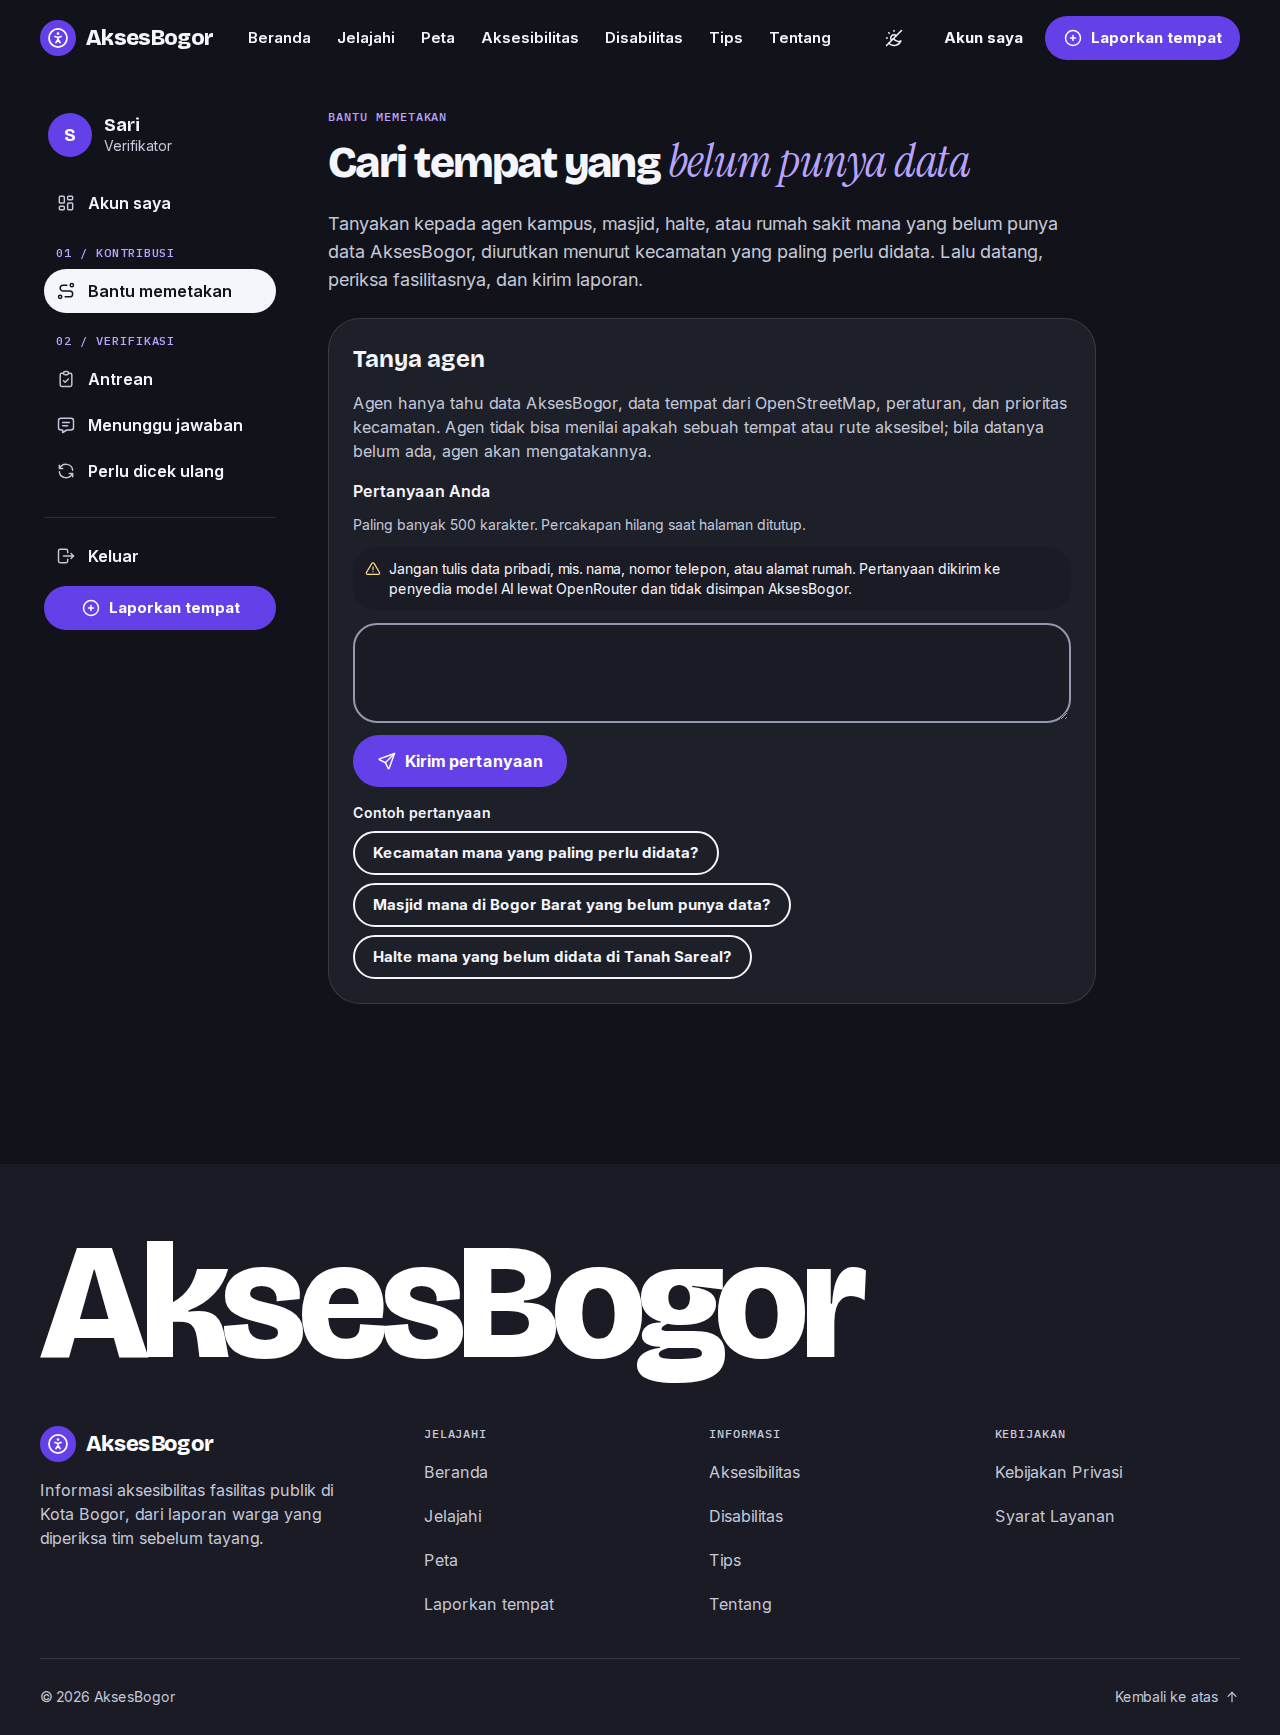 AksesBogor
Beranda
Jelajahi
Peta
Aksesibilitas
Disabilitas
Tips
Tentang
Akun saya
Laporkan tempat
S
Sari
Verifikator
Akun saya
01 / KONTRIBUSI
Bantu memetakan
02 / VERIFIKASI
Antrean
Menunggu jawaban
Perlu dicek ulang
Keluar
Laporkan tempat
BANTU MEMETAKAN
Cari tempat yang belum punya data
Tanyakan kepada agen kampus, masjid, halte, atau rumah sakit mana yang belum punya
data AksesBogor, diurutkan menurut kecamatan yang paling perlu didata. Lalu datang,
periksa fasilitasnya, dan kirim laporan.
Tanya agen
Agen hanya tahu data AksesBogor, data tempat dari OpenStreetMap, peraturan, dan prioritas
kecamatan. Agen tidak bisa menilai apakah sebuah tempat atau rute aksesibel; bila datanya
belum ada, agen akan mengatakannya.
Pertanyaan Anda
Paling banyak 500 karakter. Percakapan hilang saat halaman ditutup.
Jangan tulis data pribadi, mis. nama, nomor telepon, atau alamat rumah. Pertanyaan dikirim ke
penyedia model AI lewat OpenRouter dan tidak disimpan AksesBogor.
Kirim pertanyaan
Contoh pertanyaan
Kecamatan mana yang paling perlu didata?
Masjid mana di Bogor Barat yang belum punya data?
Halte mana yang belum didata di Tanah Sareal?
AksesBogor
AksesBogor
Informasi aksesibilitas fasilitas publik di
Kota Bogor, dari laporan warga yang
diperiksa tim sebelum tayang.
JELAJAHI
Beranda
Jelajahi
Peta
Laporkan tempat
INFORMASI
Aksesibilitas
Disabilitas
Tips
Tentang
KEBIJAKAN
Kebijakan Privasi
Syarat Layanan
© 2026 AksesBogor
Kembali ke atas ↑